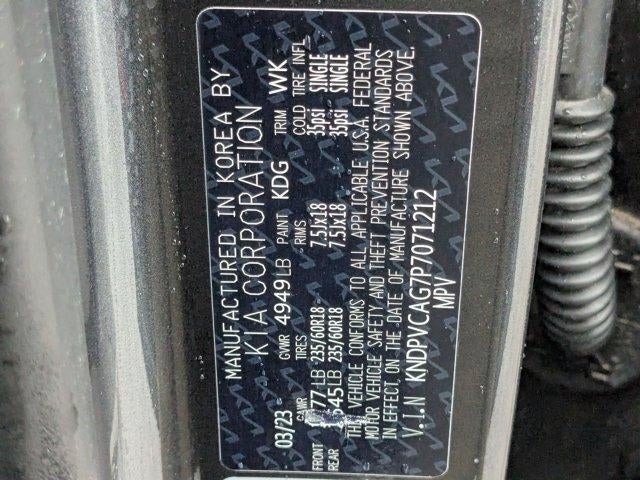 MANUFACTURED IN KOREA BY
KIA CORPORATION
03/23 GVWR 4949LB PAINT KDG TRIM WK
GAWR TIRES RIMS COLD TIRE INFL.
FRONT 77LB 235/60R18 7.5Jx18 35psi SINGLE
REAR 45LB 235/60R18 7.5Jx18 35psi SINGLE
THIS VEHICLE CONFORMS TO ALL APPLICABLE U.S.A. FEDERAL
MOTOR VEHICLE SAFETY AND THEFT PREVENTION STANDARDS
IN EFFECT ON THE DATE OF MANUFACTURE SHOWN ABOVE.
V.I.N KNDPVCAG7P7071212
MPV